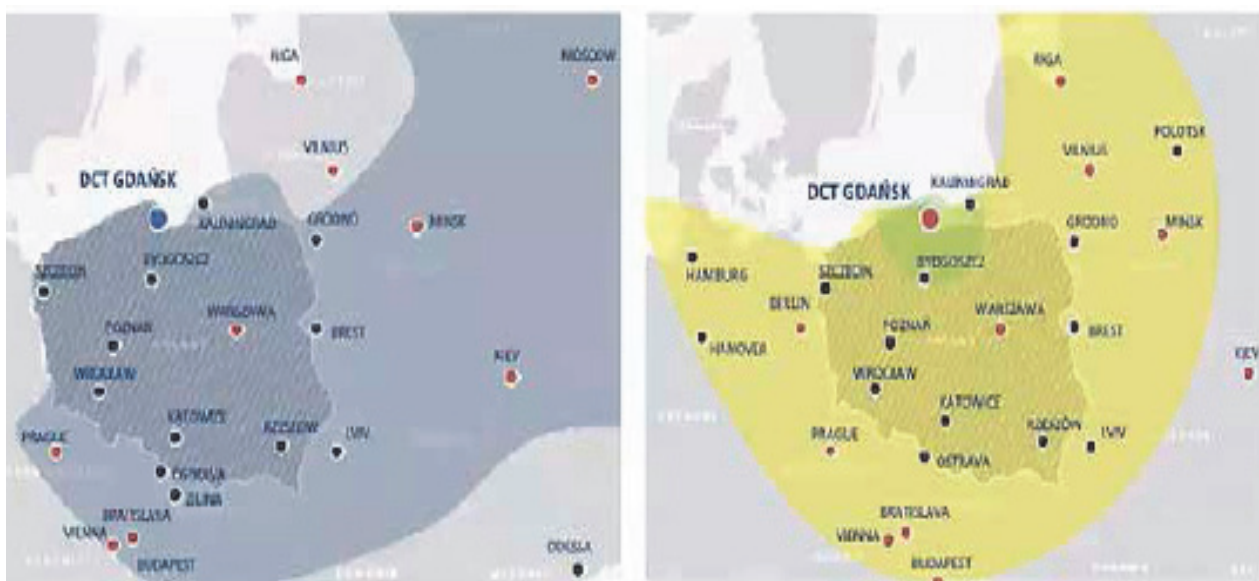 RIGA
MOSCOW
VILNIUS
DCT GDAŃSK
KALININGRAD
GRODNO
MINSK
SZCZECIN
BYDGOSZCZ
WARSZAWA
POZNAŃ
BREST
WROCŁAW
KIEV
KATOWICE
RZESZÓW
LVIV
PRAGUE
OSTRAVA
ŽILINA
BRATISLAVA
VIENNA
BUDAPEST
ODESSA
RIGA
POLOTSK
VILNIUS
KALININGRAD
DCT GDAŃSK
GRODNO
MINSK
HAMBURG
SZCZECIN
BYDGOSZCZ
BERLIN
WARSZAWA
HANOVER
POZNAŃ
BREST
WROCŁAW
KIEV
KATOWICE
RZESZÓW
LVIV
PRAGUE
OSTRAVA
BRATISLAVA
VIENNA
BUDAPEST